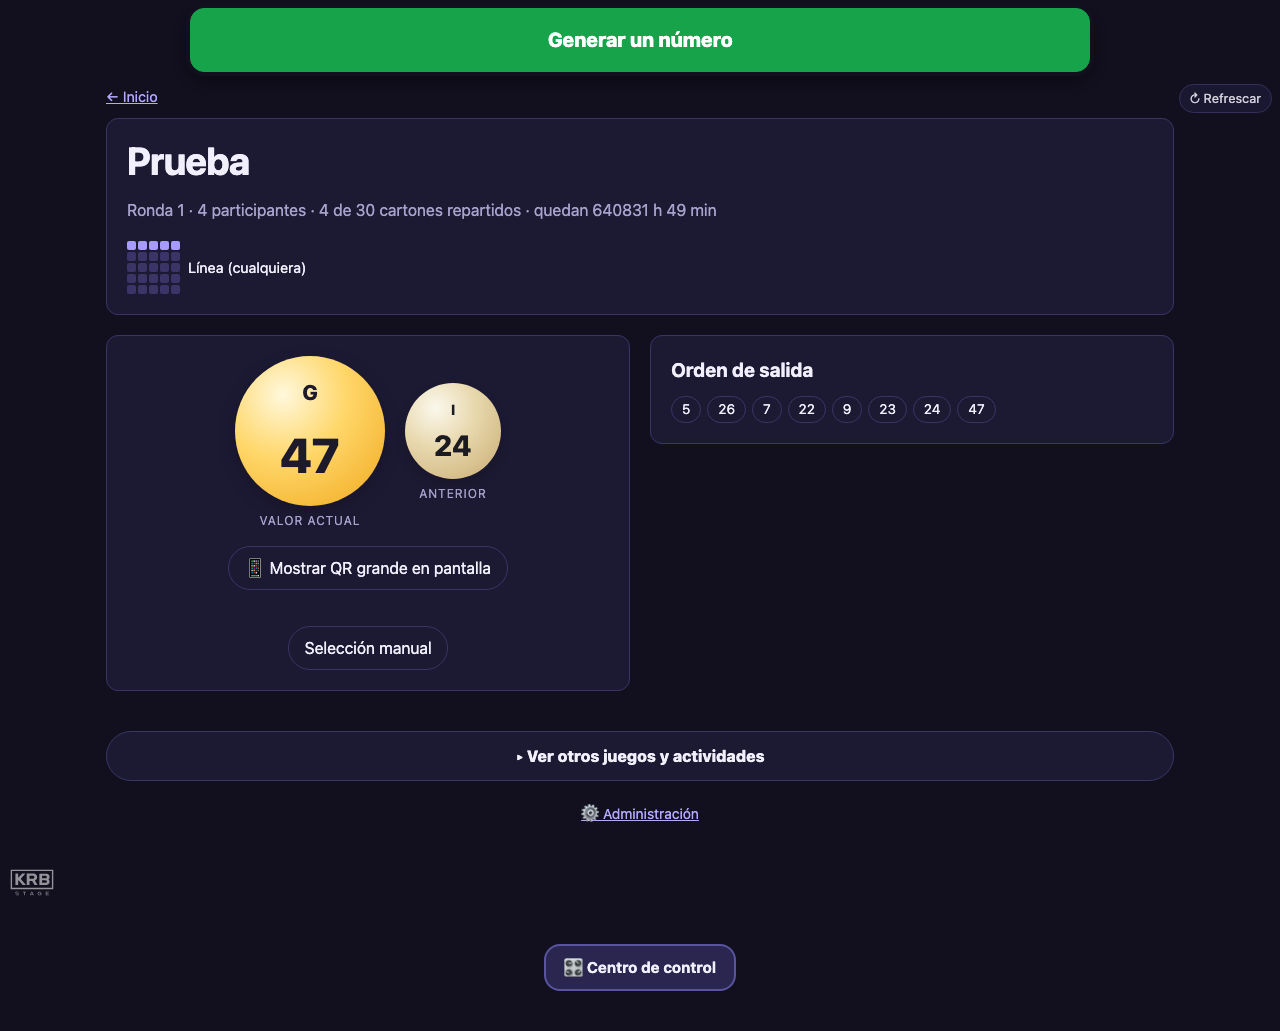 Generar un número
← Inicio
↻ Refrescar
Prueba
Ronda 1 · 4 participantes · 4 de 30 cartones repartidos · quedan 640831 h 49 min
Línea (cualquiera)
G
47
VALOR ACTUAL
I
24
ANTERIOR
📱 Mostrar QR grande en pantalla
Selección manual
Orden de salida
5 26 7 22 9 23 24 47
▸ Ver otros juegos y actividades
⚙️ Administración
KRB
STAGE
🎛️ Centro de control